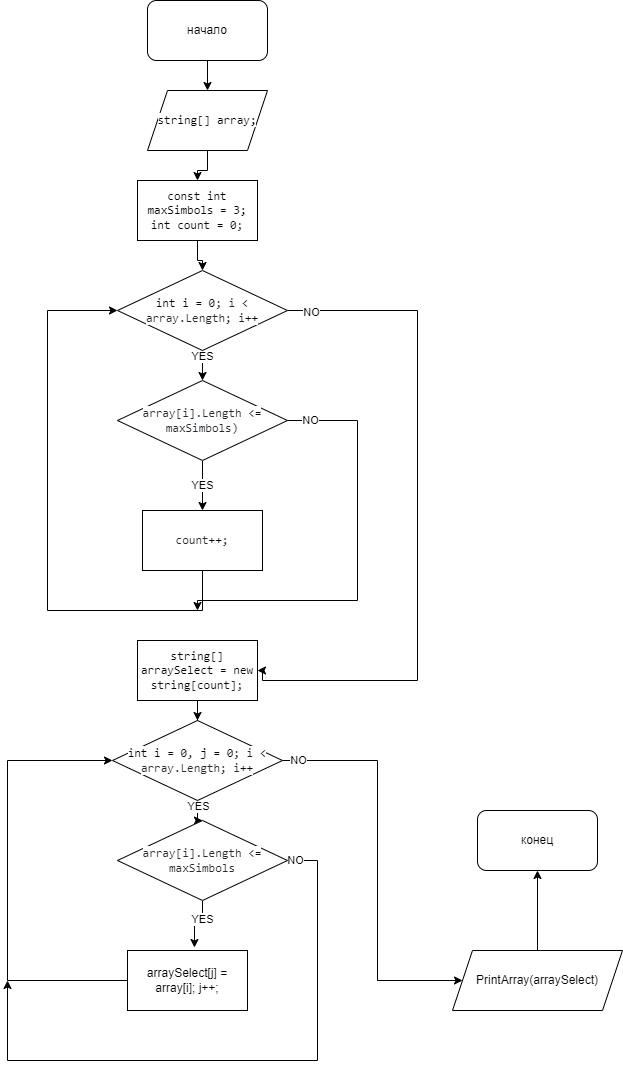 начало
string[] array;
const int
maxSimbols = 3;
int count = 0;
int i = 0; i <
array.Length; i++
NO
YES
array[i].Length <=
maxSimbols)
NO
YES
count++;
string[]
arraySelect = new
string[count];
int i = 0, j = 0; i <
array.Length; i++
NO
YES
array[i].Length <=
maxSimbols
NO
YES
arraySelect[j] =
array[i]; j++;
PrintArray(arraySelect)
конец